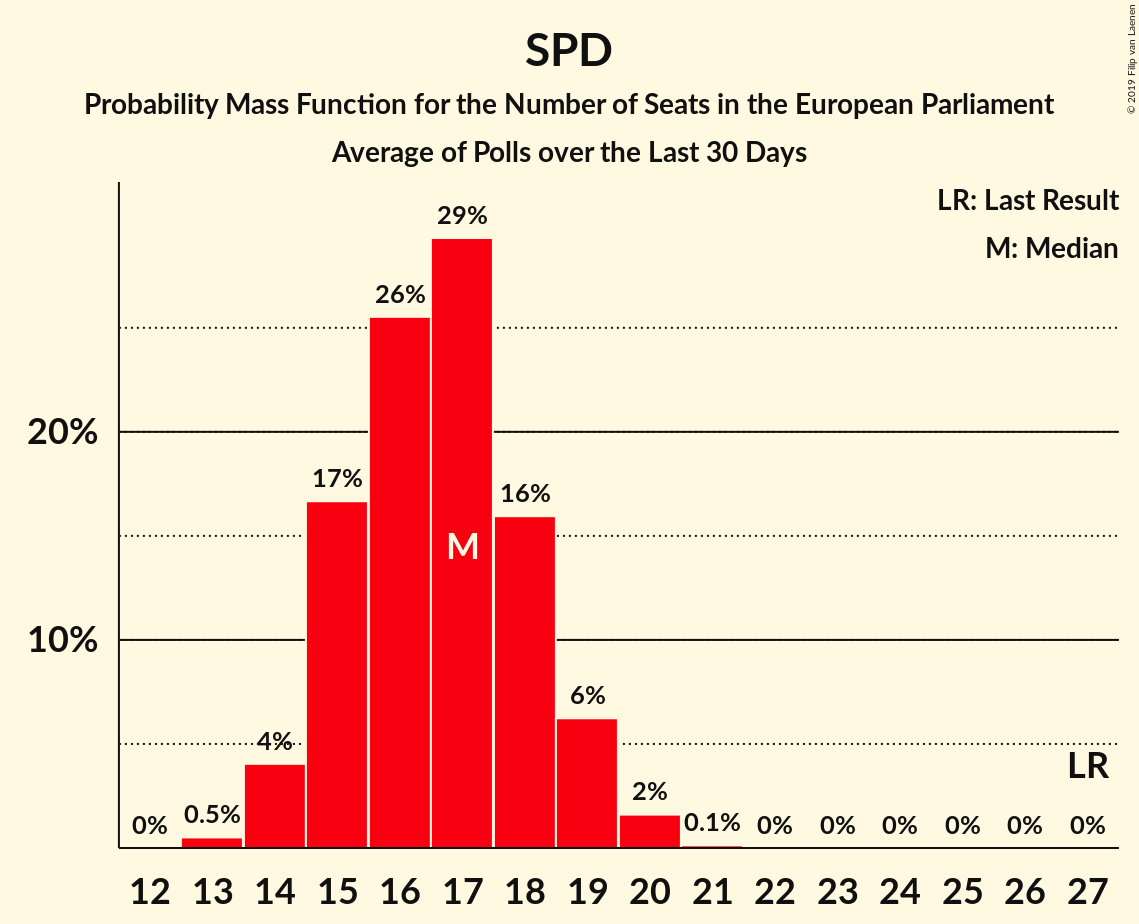 SPD
Probability Mass Function for the Number of Seats in the European Parliament
Average of Polls over the Last 30 Days
© 2019 Filip van Laenen
LR: Last Result
M: Median
20%
10%
0%
0.5%
4%
17%
26%
29%
16%
6%
2%
0.1%
0%
0%
0%
0%
0%
0%
M
LR
12 13 14 15 16 17 18 19 20 21 22 23 24 25 26 27